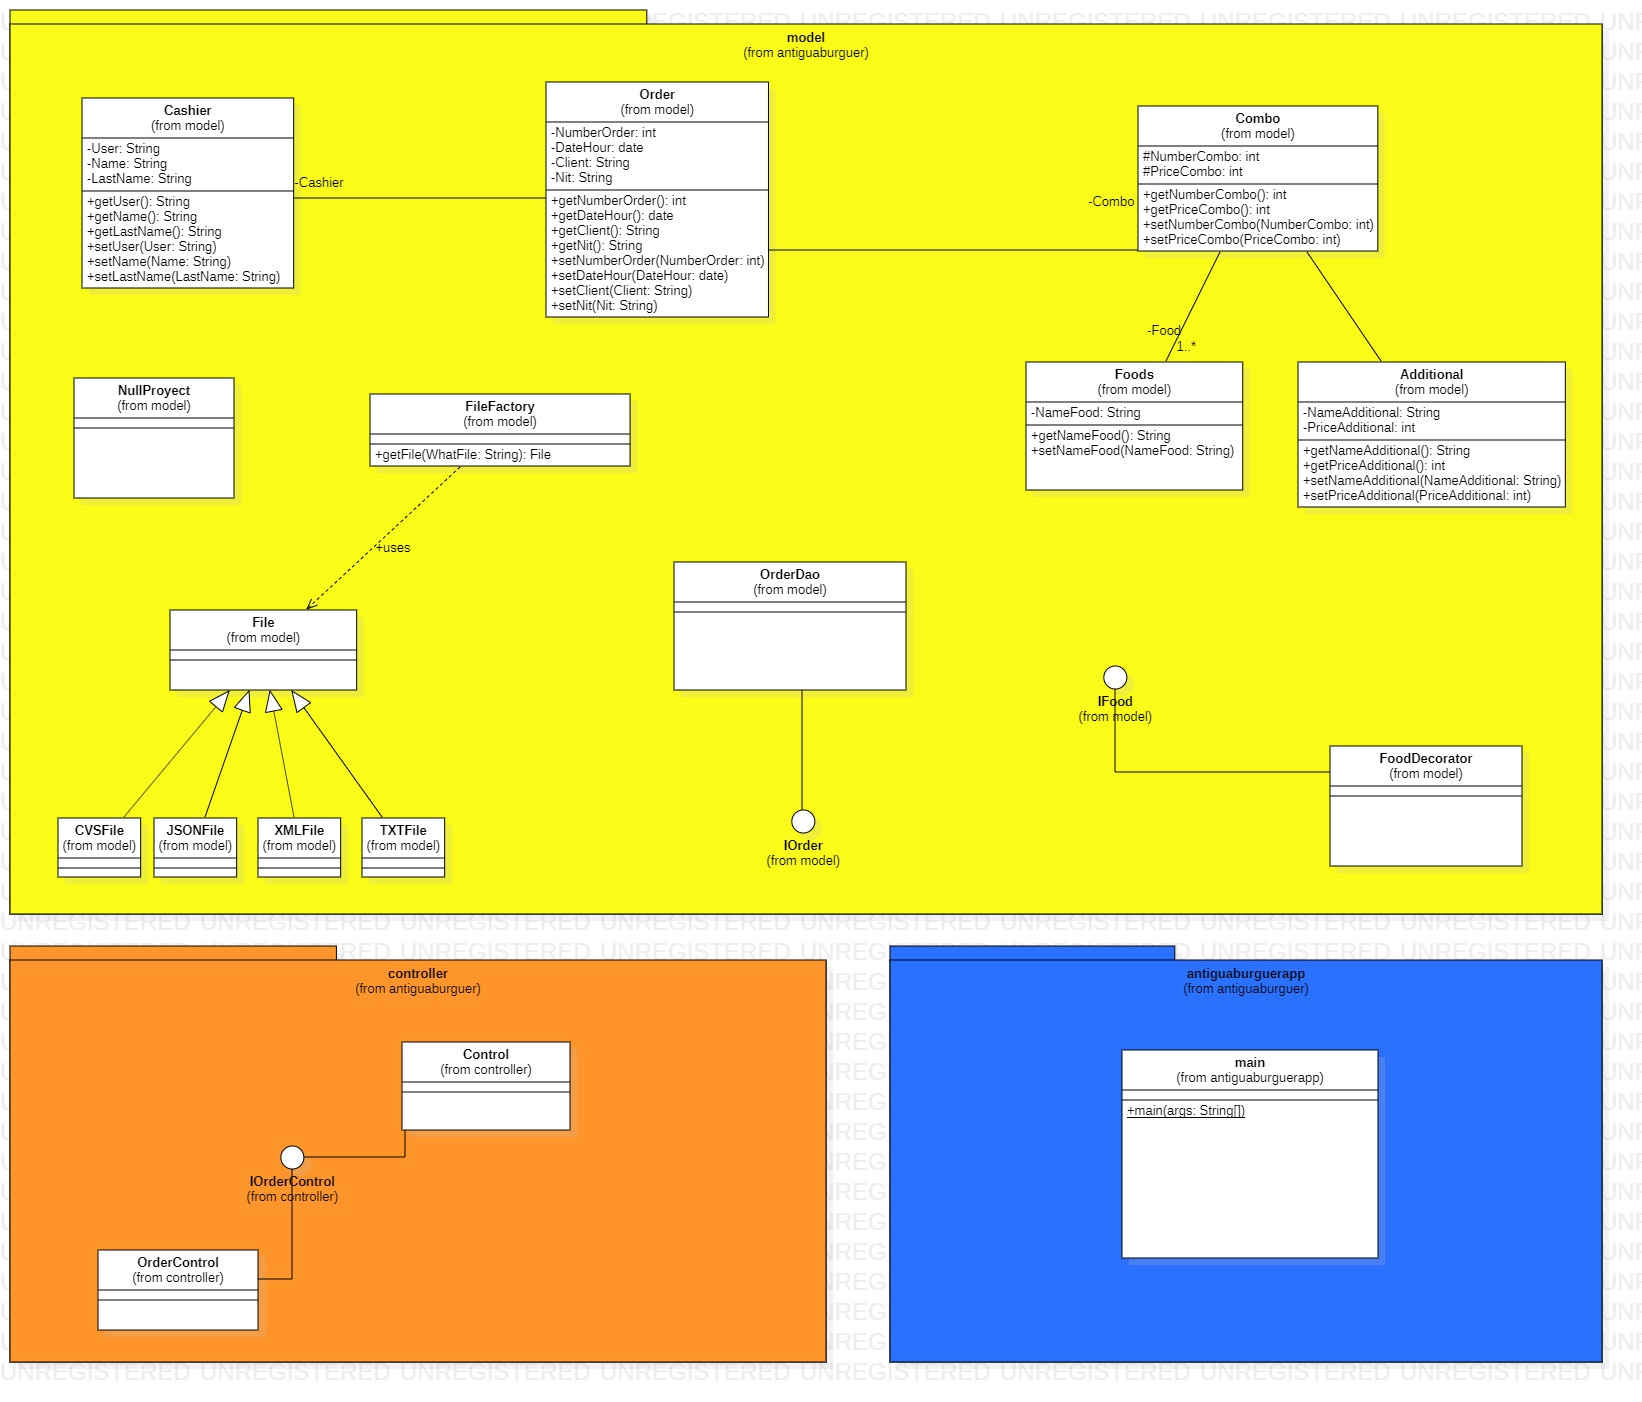 model
(from antiguaburguer)
Cashier
(from model)
-User: String
-Name: String
-LastName: String
+getUser(): String
+getName(): String
+getLastName(): String
+setUser(User: String)
+setName(Name: String)
+setLastName(LastName: String)
-Cashier
Order
(from model)
-NumberOrder: int
-DateHour: date
-Client: String
-Nit: String
+getNumberOrder(): int
+getDateHour(): date
+getClient(): String
+getNit(): String
+setNumberOrder(NumberOrder: int)
+setDateHour(DateHour: date)
+setClient(Client: String)
+setNit(Nit: String)
-Combo
Combo
(from model)
#NumberCombo: int
#PriceCombo: int
+getNumberCombo(): int
+getPriceCombo(): int
+setNumberCombo(NumberCombo: int)
+setPriceCombo(PriceCombo: int)
-Food
1..*
NullProyect
(from model)
FileFactory
(from model)
+getFile(WhatFile: String): File
Foods
(from model)
-NameFood: String
+getNameFood(): String
+setNameFood(NameFood: String)
Additional
(from model)
-NameAdditional: String
-PriceAdditional: int
+getNameAdditional(): String
+getPriceAdditional(): int
+setNameAdditional(NameAdditional: String)
+setPriceAdditional(PriceAdditional: int)
+uses
File
(from model)
OrderDao
(from model)
IFood
(from model)
FoodDecorator
(from model)
CVSFile
(from model)
JSONFile
(from model)
XMLFile
(from model)
TXTFile
(from model)
IOrder
(from model)
UNREGISTERED UNREGISTERED UNREGISTERED UNREGISTERED UNREGISTERED UNREGISTERED UNREGISTERED UNREGISTERED
controller
(from antiguaburguer)
Control
(from controller)
IOrderControl
(from controller)
OrderControl
(from controller)
antiguaburguerapp
(from antiguaburguer)
main
(from antiguaburguerapp)
+main(args: String[])
UNREGISTERED UNREGISTERED UNREGISTERED UNREGISTERED UNREGISTERED UNREGISTERED UNREGISTERED UNREGISTERED